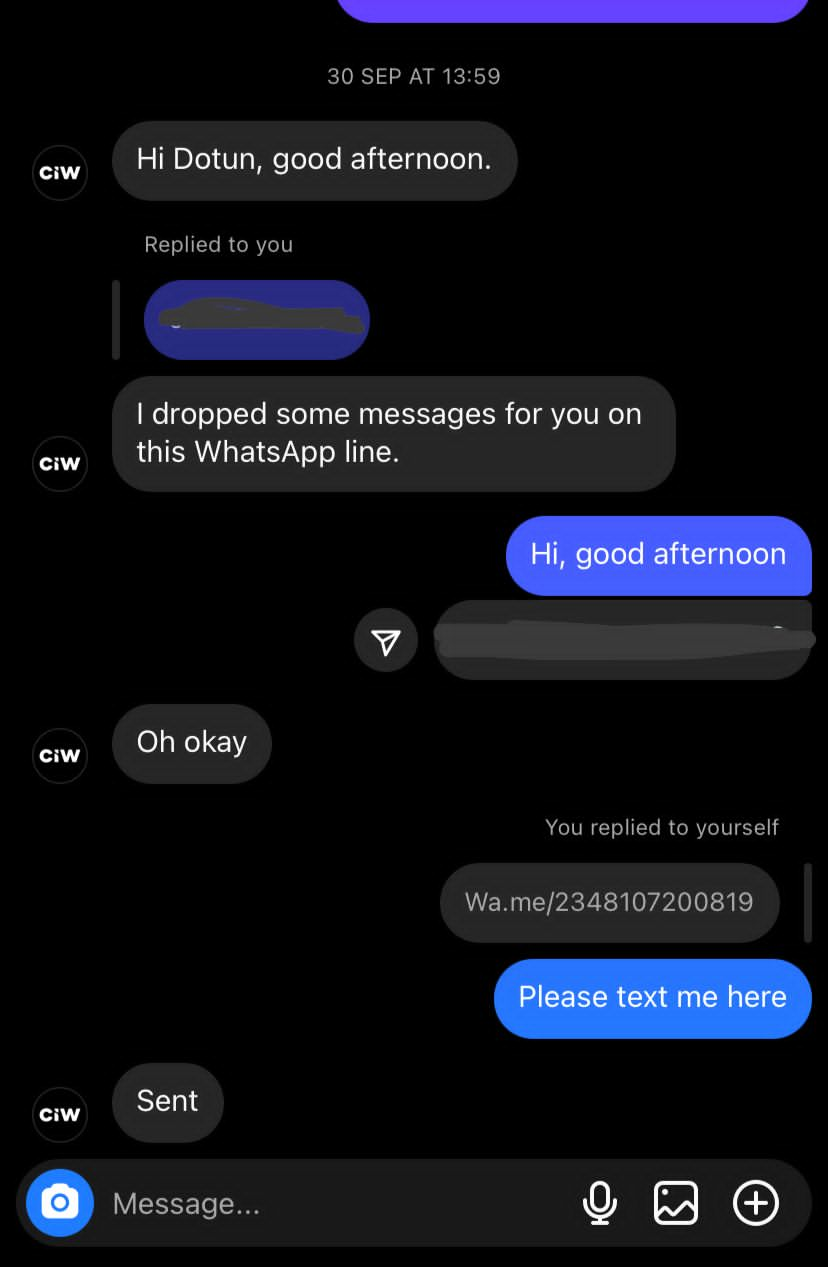 30 SEP AT 13:59
CiW
Hi Dotun, good afternoon.
Replied to you
I dropped some messages for you on
this WhatsApp line.
CiW
Hi, good afternoon
CiW
Oh okay
You replied to yourself
Wa.me/2348107200819
Please text me here
CiW
Sent
Message...